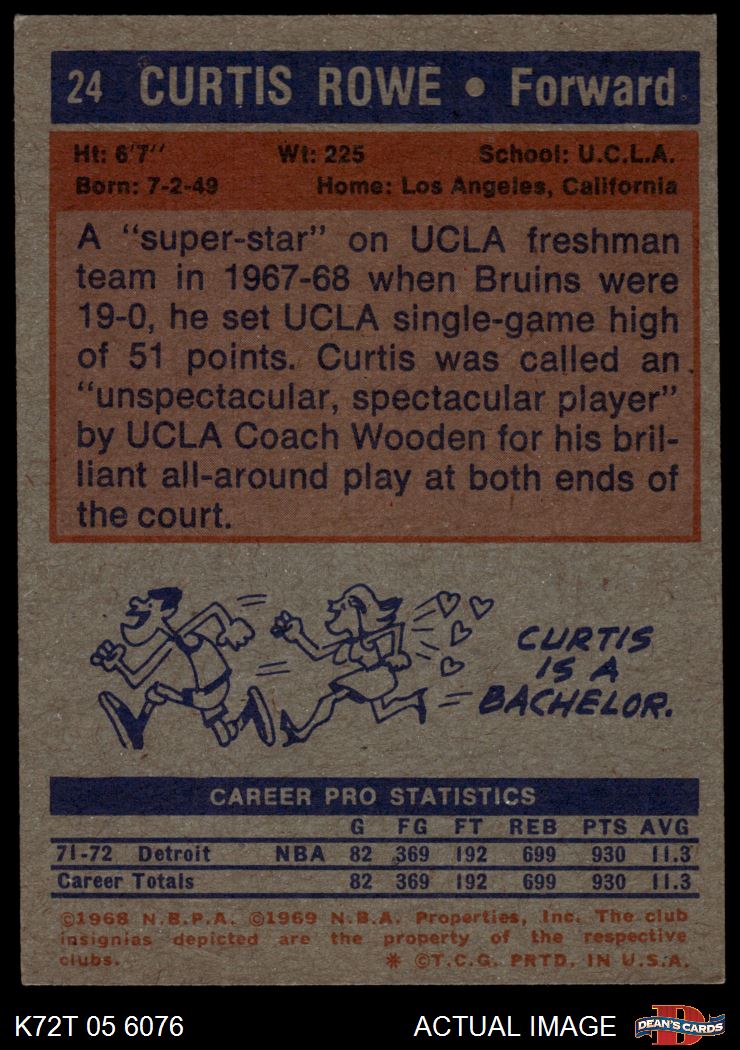 24 CURTIS ROWE • Forward
Ht: 6'7'' Wt: 225 School: U.C.L.A.
Born: 7-2-49 Home: Los Angeles, California
A "super-star" on UCLA freshman
team in 1967-68 when Bruins were
19-0, he set UCLA single-game high
of 51 points. Curtis was called an
"unspectacular, spectacular player"
by UCLA Coach Wooden for his bril-
liant all-around play at both ends of
the court.
CURTIS
IS A
BACHELOR.
CAREER PRO STATISTICS
G FG FT REB PTS AVG
71-72 Detroit NBA 82 369 192 699 930 11.3
Career Totals 82 369 192 699 930 11.3
©1968 N.B.P.A. ©1969 N.B.A. Properties, Inc. The club
insignias depicted are the property of the respective
clubs. * ©T.C.G. PRTD. IN U.S.A.
K72T 05 6076 ACTUAL IMAGE D DEAN'S CARDS